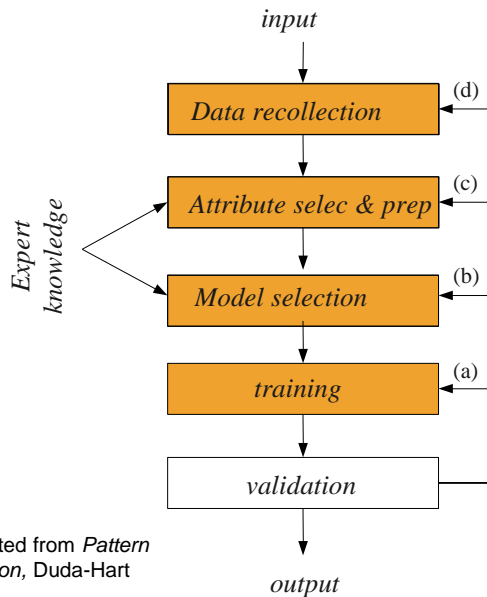 input
Data recollection
(d)
Attribute selec & prep
(c)
Expert
knowledge
Model selection
(b)
training
(a)
validation
ted from Pattern
on, Duda-Hart
output